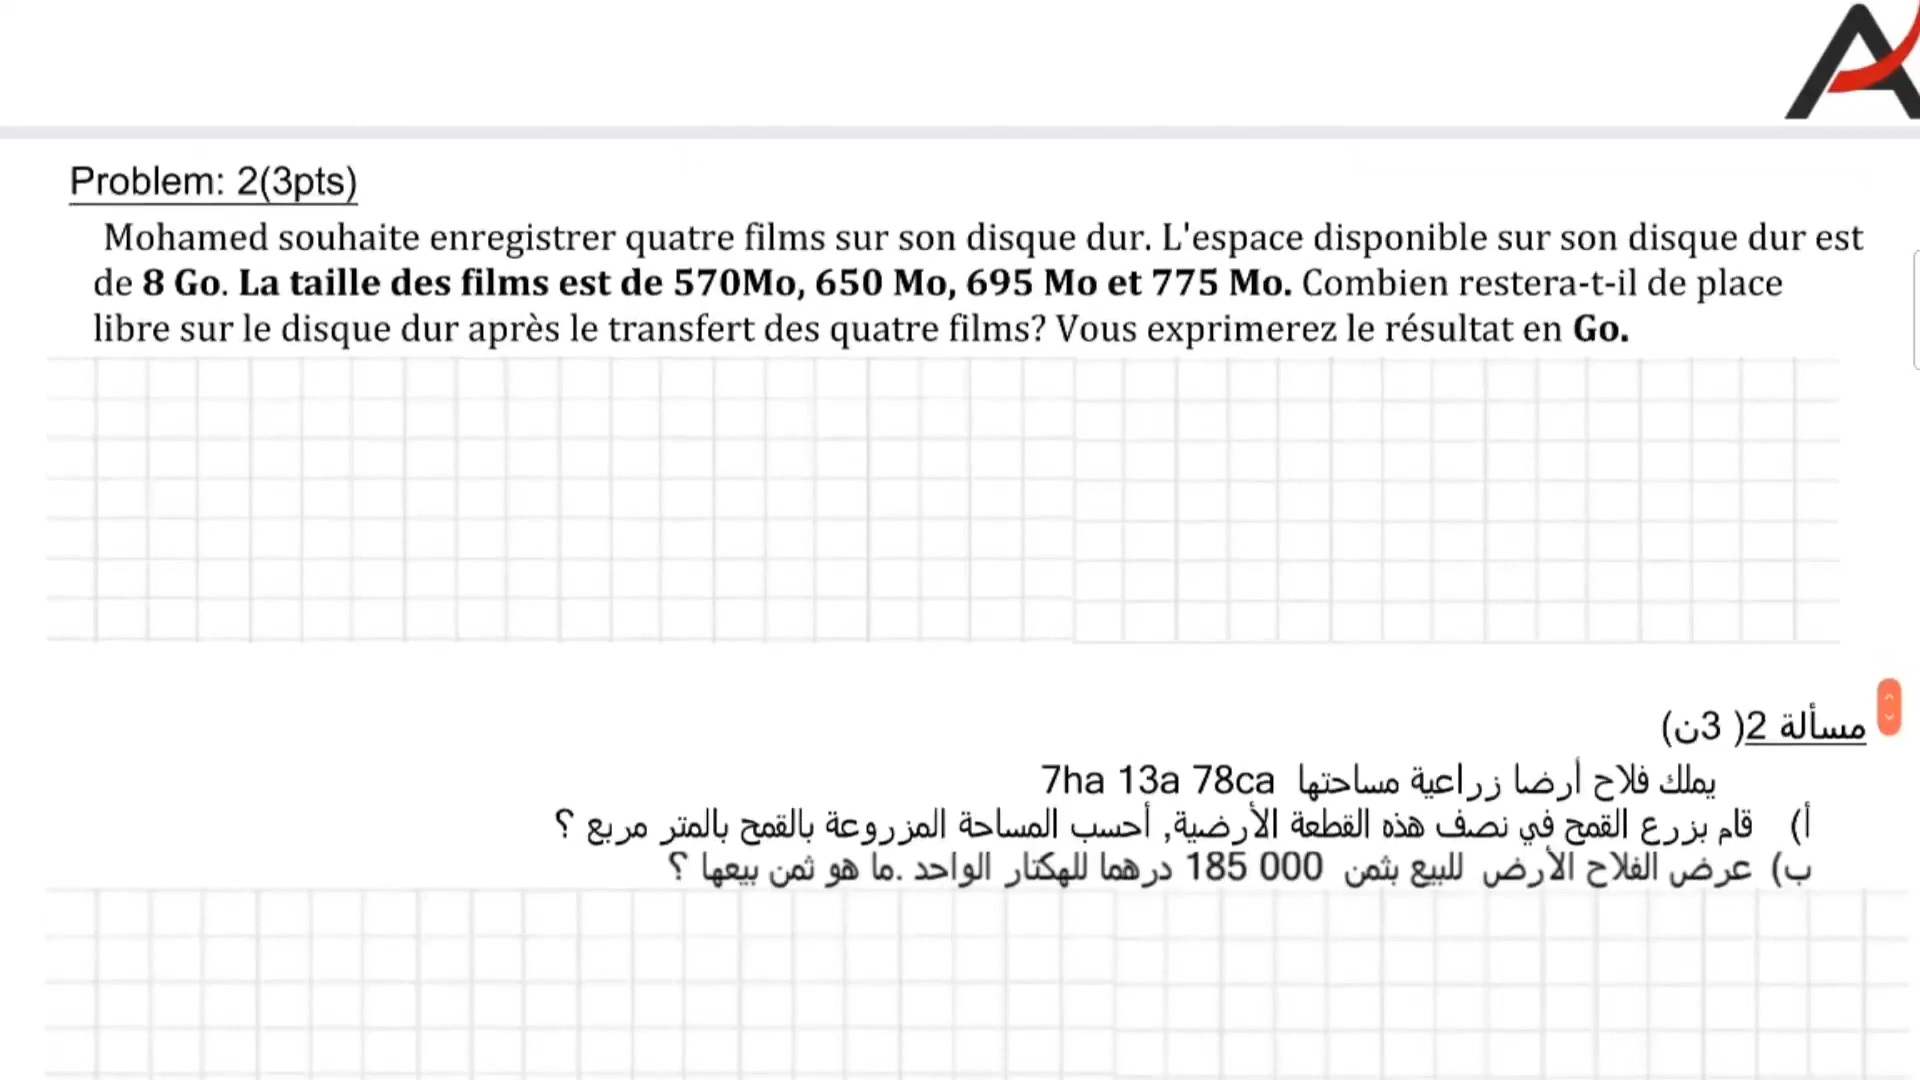 Problem: 2(3pts)
Mohamed souhaite enregistrer quatre films sur son disque dur. L'espace disponible sur son disque dur est
de 8 Go. La taille des films est de 570Mo, 650 Mo, 695 Mo et 775 Mo. Combien restera-t-il de place
libre sur le disque dur après le transfert des quatre films? Vous exprimerez le résultat en Go.
مسألة 2( 3ن)
يملك فلاح أرضا زراعية مساحتها 7ha 13a 78ca
أ) قام بزرع القمح في نصف هذه القطعة الأرضية, أحسب المساحة المزروعة بالقمح بالمتر مربع ؟
ب) عرض الفلاح الأرض للبيع بثمن 000 185 درهما للهكتار الواحد .ما هو ثمن بيعها ؟